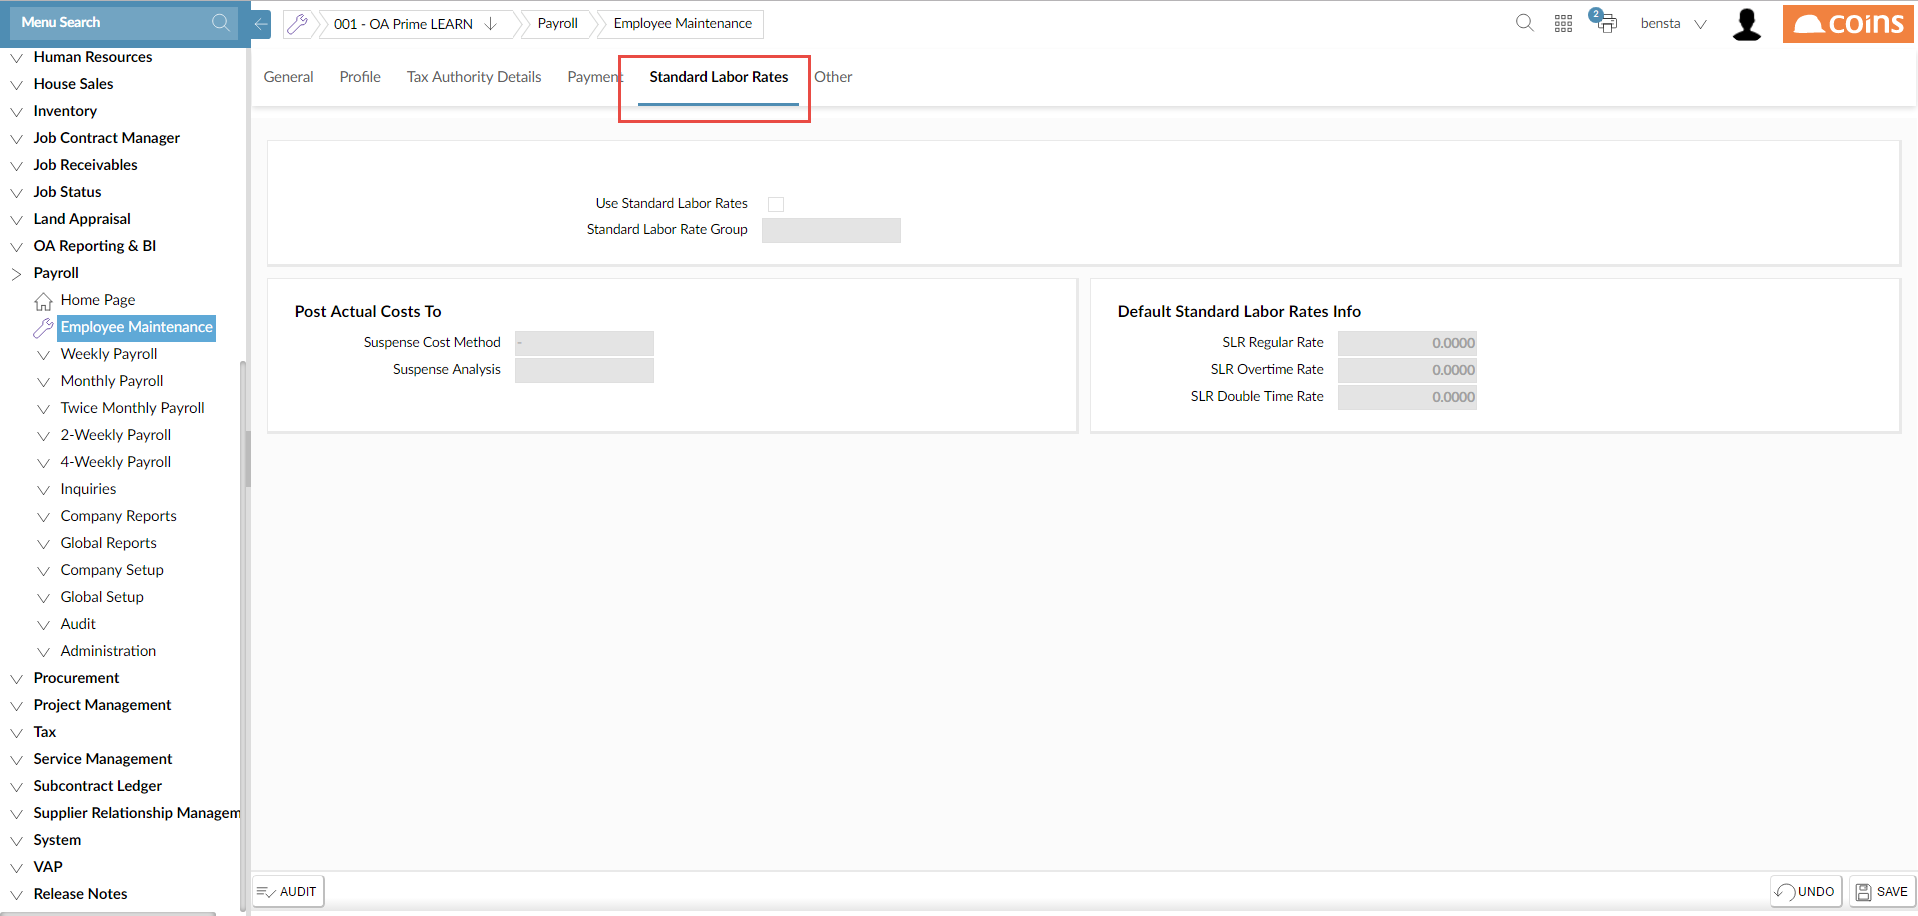 Menu Search
001 - OA Prime LEARN
Payroll
Employee Maintenance
2
bensta
coins
General
Profile
Tax Authority Details
Payment
Standard Labor Rates
Other
Human Resources
House Sales
Inventory
Job Contract Manager
Job Receivables
Job Status
Land Appraisal
OA Reporting & BI
Payroll
Home Page
Employee Maintenance
Weekly Payroll
Monthly Payroll
Twice Monthly Payroll
2-Weekly Payroll
4-Weekly Payroll
Inquiries
Company Reports
Global Reports
Company Setup
Global Setup
Audit
Administration
Procurement
Project Management
Tax
Service Management
Subcontract Ledger
Supplier Relationship Managem
System
VAP
Release Notes
Use Standard Labor Rates
Standard Labor Rate Group
Post Actual Costs To
Suspense Cost Method -
Suspense Analysis
Default Standard Labor Rates Info
SLR Regular Rate 0.0000
SLR Overtime Rate 0.0000
SLR Double Time Rate 0.0000
AUDIT
UNDO
SAVE